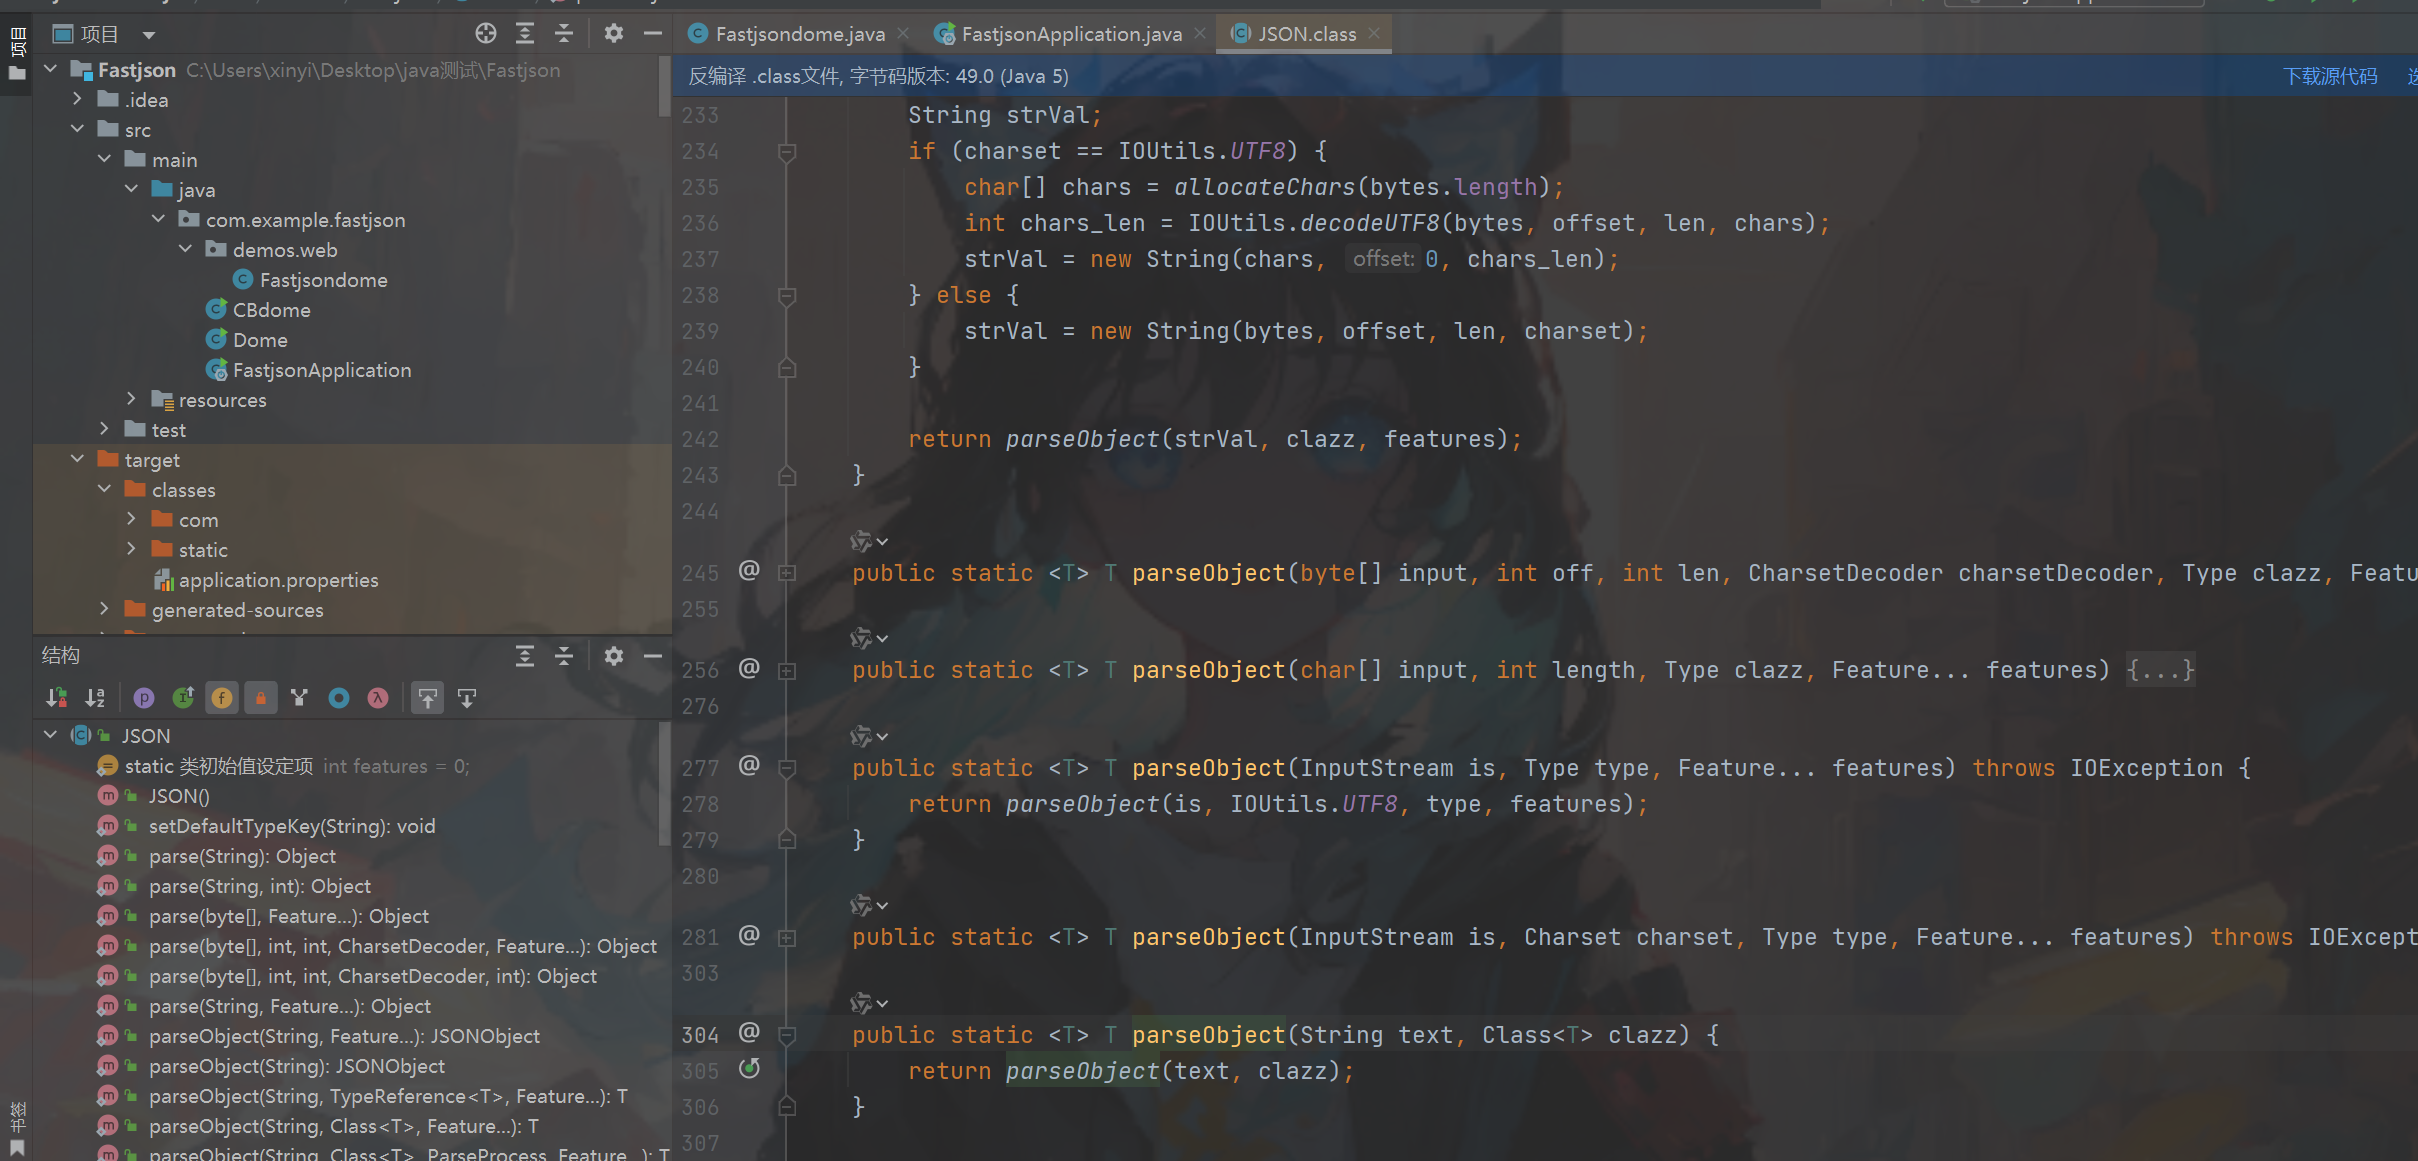 项目
Fastjsondome.java
FastjsonApplication.java
JSON.class
项目
Fastjson C:\Users\xinyi\Desktop\java测试\Fastjson
.idea
src
main
java
com.example.fastjson
demos.web
Fastjsondome
CBdome
Dome
FastjsonApplication
resources
test
target
classes
com
static
application.properties
generated-sources
结构
JSON
static 类初始值设定项 int features = 0;
JSON()
setDefaultTypeKey(String): void
parse(String): Object
parse(String, int): Object
parse(byte[], Feature...): Object
parse(byte[], int, int, CharsetDecoder, Feature...): Object
parse(byte[], int, int, CharsetDecoder, int): Object
parse(String, Feature...): Object
parseObject(String, Feature...): JSONObject
parseObject(String): JSONObject
parseObject(String, TypeReference<T>, Feature...): T
parseObject(String, Class<T>, Feature...): T
parseObject(String, Class<T>, ParseProcess, Feature...): T
书签
反编译 .class文件, 字节码版本: 49.0 (Java 5) 下载源代码
233 String strVal;
234 if (charset == IOUtils.UTF8) {
235 char[] chars = allocateChars(bytes.length);
236 int chars_len = IOUtils.decodeUTF8(bytes, offset, len, chars);
237 strVal = new String(chars, offset: 0, chars_len);
238 } else {
239 strVal = new String(bytes, offset, len, charset);
240 }
241
242 return parseObject(strVal, clazz, features);
243 }
244
245 @ public static <T> T parseObject(byte[] input, int off, int len, CharsetDecoder charsetDecoder, Type clazz, Featu
255
256 @ public static <T> T parseObject(char[] input, int length, Type clazz, Feature... features) {...}
276
277 @ public static <T> T parseObject(InputStream is, Type type, Feature... features) throws IOException {
278 return parseObject(is, IOUtils.UTF8, type, features);
279 }
280
281 @ public static <T> T parseObject(InputStream is, Charset charset, Type type, Feature... features) throws IOExcept
303
304 @ public static <T> T parseObject(String text, Class<T> clazz) {
305 return parseObject(text, clazz);
306 }
307